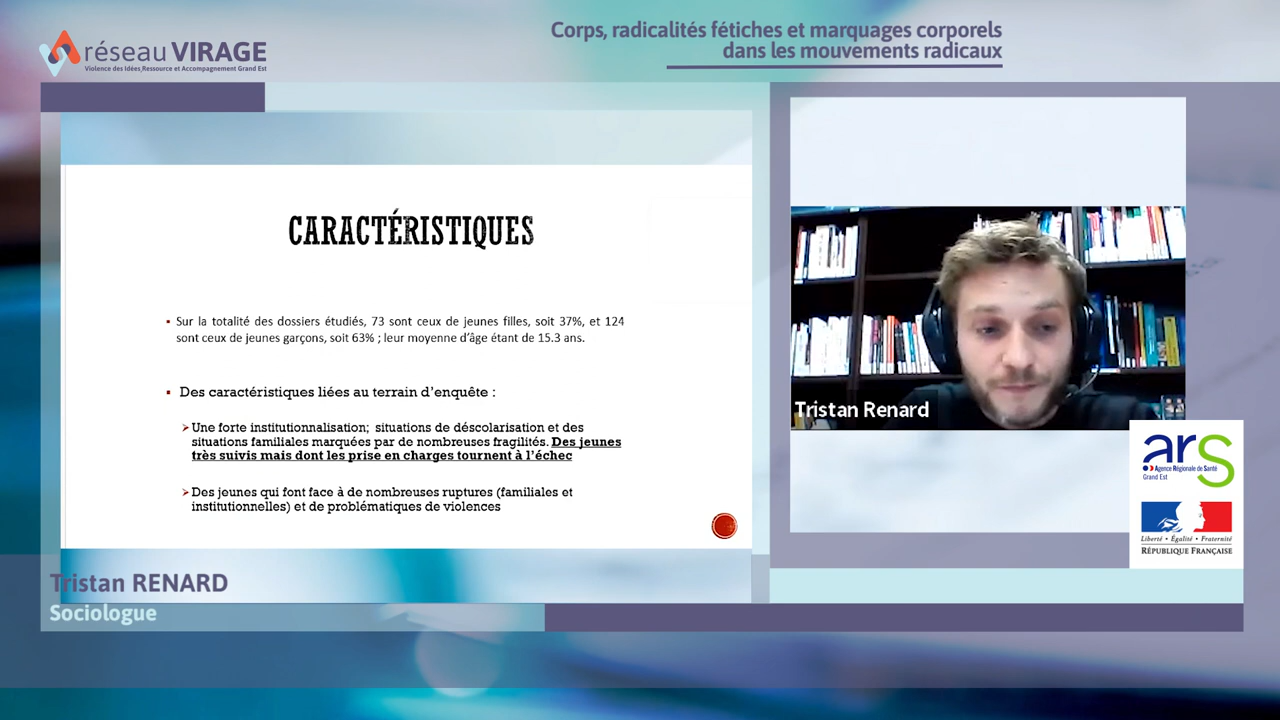 réseau VIRAGE
Violence des Idées,Ressource et Accompagnement Grand Est
Corps, radicalités fétiches et marquages corporels
dans les mouvements radicaux
CARACTÉRISTIQUES
Sur la totalité des dossiers étudiés, 73 sont ceux de jeunes filles, soit 37%, et 124
sont ceux de jeunes garçons, soit 63% ; leur moyenne d'âge étant de 15.3 ans.
Des caractéristiques liées au terrain d'enquête :
Une forte institutionnalisation; situations de déscolarisation et des
situations familiales marquées par de nombreuses fragilités. Des jeunes
très suivis mais dont les prise en charges tournent à l'échec
Des jeunes qui font face à de nombreuses ruptures (familiales et
institutionnelles) et de problématiques de violences
Tristan Renard
ars
Agence Régionale de Santé
Grand Est
Liberté • Égalité • Fraternité
RÉPUBLIQUE FRANÇAISE
Tristan RENARD
Sociologue